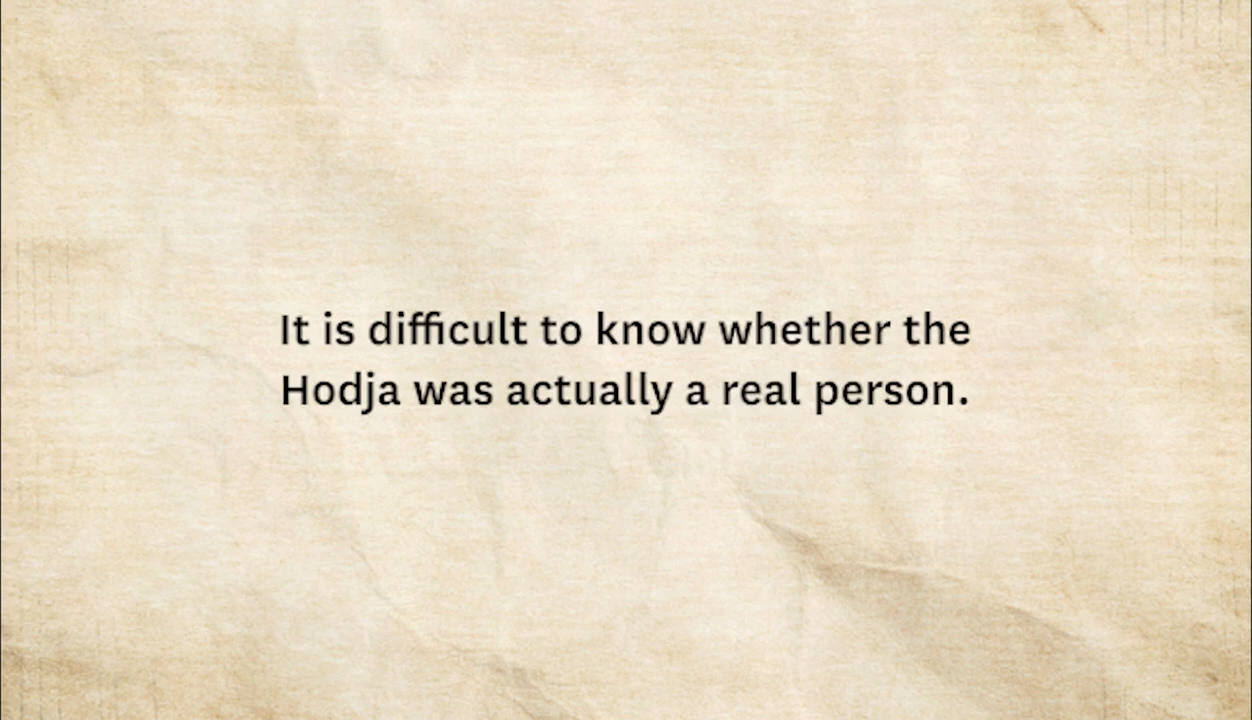 It is difficult to know whether the
Hodja was actually a real person.